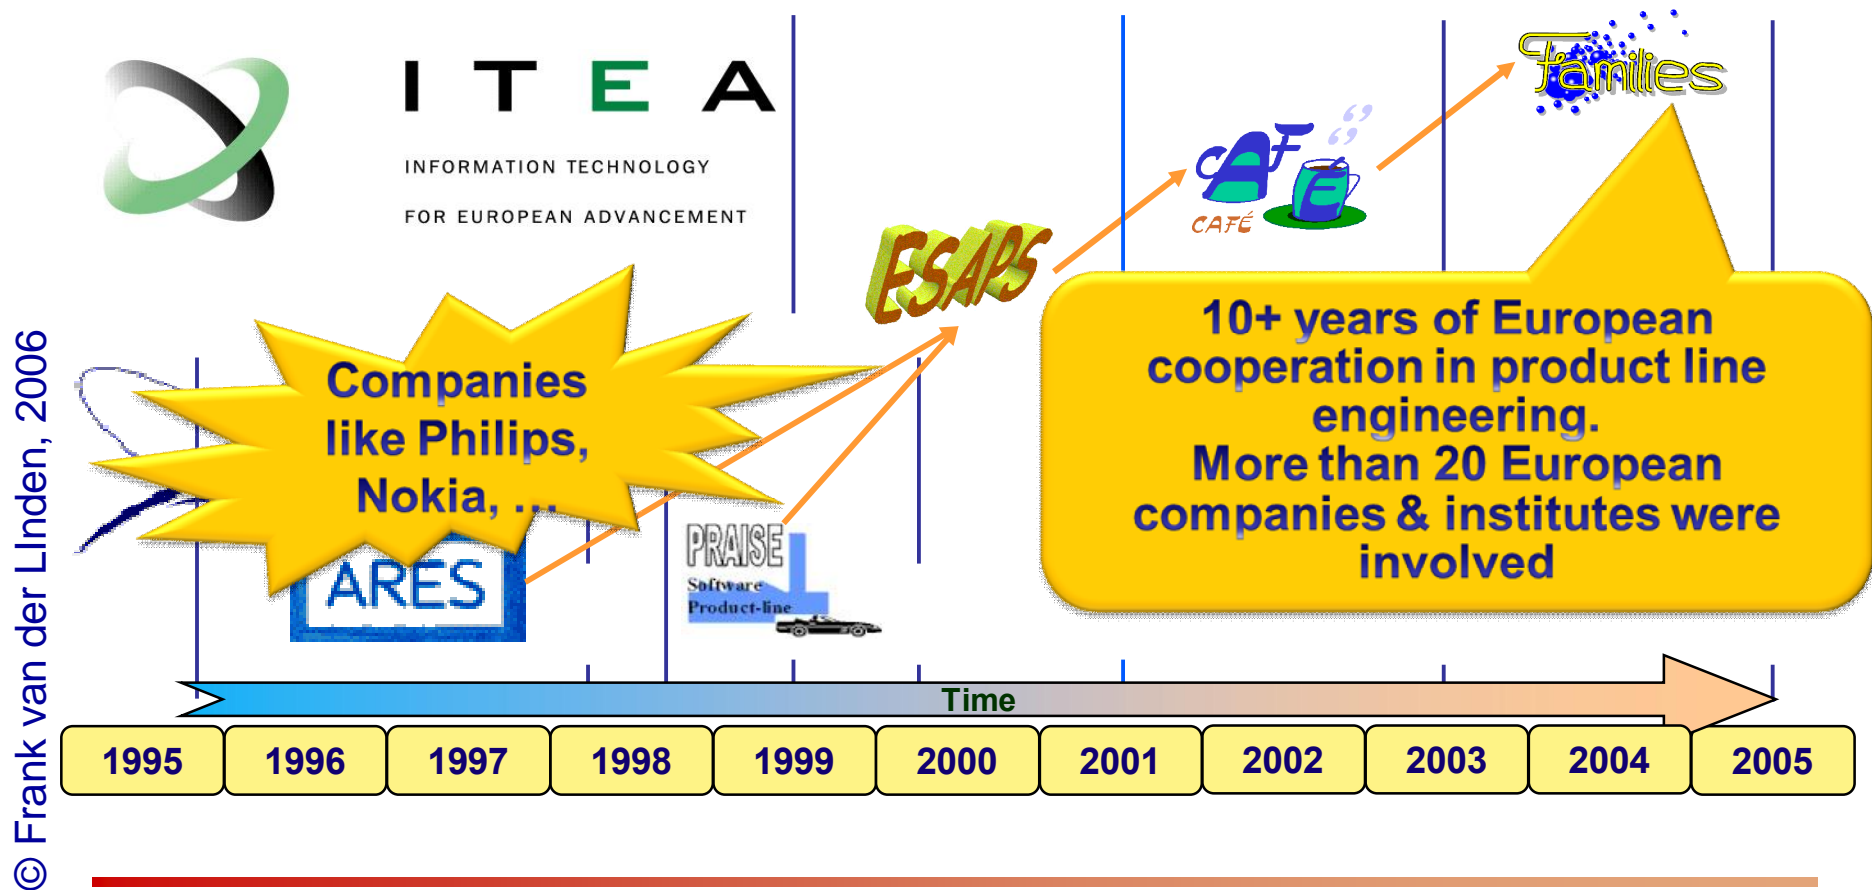 I T E A
INFORMATION TECHNOLOGY
FOR EUROPEAN ADVANCEMENT
Families
CAFÉ
CAFÉ
ESAPS
Companies
like Philips,
Nokia, ...
10+ years of European
cooperation in product line
engineering.
More than 20 European
companies & institutes were
involved
ARES
PRAISE
Software
Product-line
Time
1995 1996 1997 1998 1999 2000 2001 2002 2003 2004 2005
© Frank van der LInden, 2006